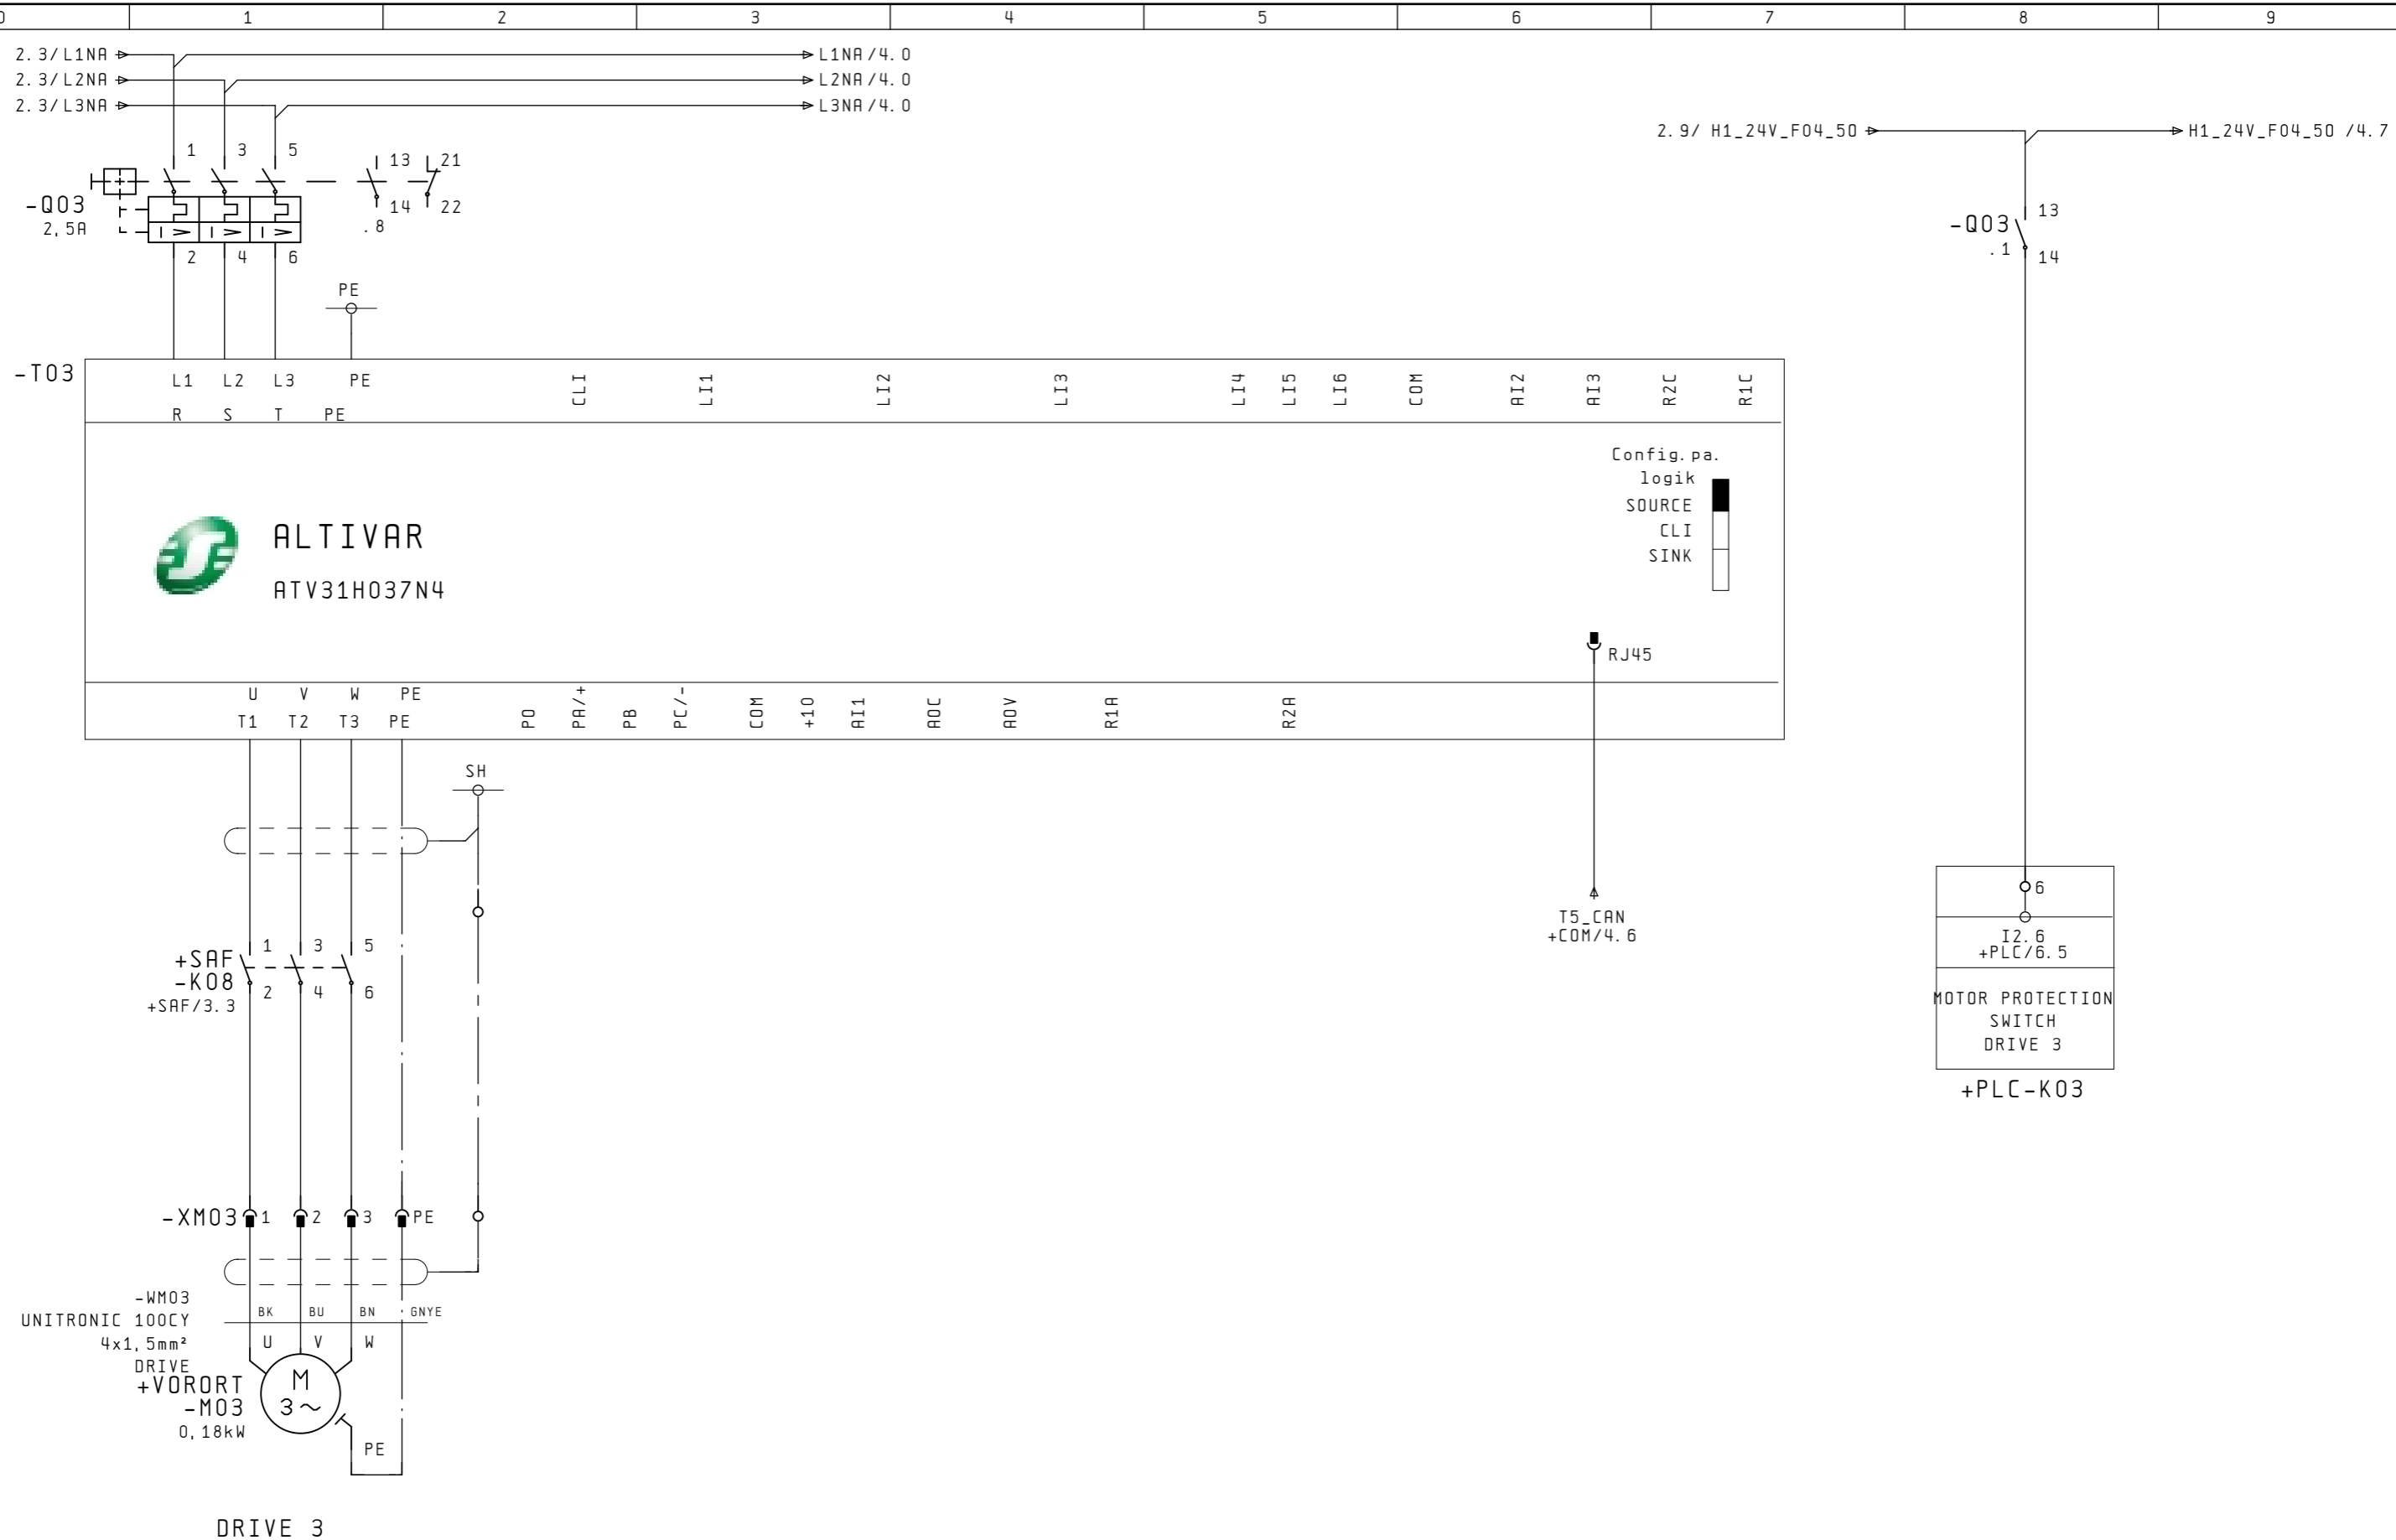 0 1 2 3 4 5 6 7 8 9
2.3/L1NA L1NA/4.0
2.3/L2NA L2NA/4.0
2.3/L3NA L3NA/4.0
2.9/ H1_24V_F04_50 H1_24V_F04_50 /4.7
1 3 5 13 21
-Q03
2,5A
14 22
.8
2 4 6
13
-Q03
.1
14
PE
-T03
L1 L2 L3 PE CLI LI1 LI2 LI3 LI4 LI5 LI6 COM AI2 AI3 R2C R1C
R S T PE
Config.pa.
logik
SOURCE
CLI
SINK
ALTIVAR
ATV31H037N4
RJ45
U V W PE
T1 T2 T3 PE PO PA/+ PB PC/- COM +10 AI1 AOC AOV R1A R2A
SH
T5_CAN
+COM/4.6
6
I2.6
+PLC/6.5
MOTOR PROTECTION
SWITCH
DRIVE 3
+PLC-K03
1 3 5
+SAF
-K08
2 4 6
+SAF/3.3
-XM03 1 2 3 PE
-WM03
UNITRONIC 100CY
4x1,5mm²
DRIVE
BK BU BN GNYE
U V W
+VORORT
-M03
0,18kW
M
3~
PE
DRIVE 3